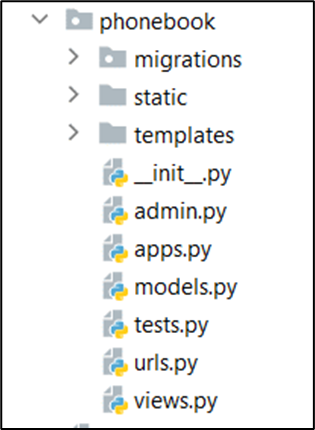 phonebook
migrations
static
templates
__init__.py
admin.py
apps.py
models.py
tests.py
urls.py
views.py